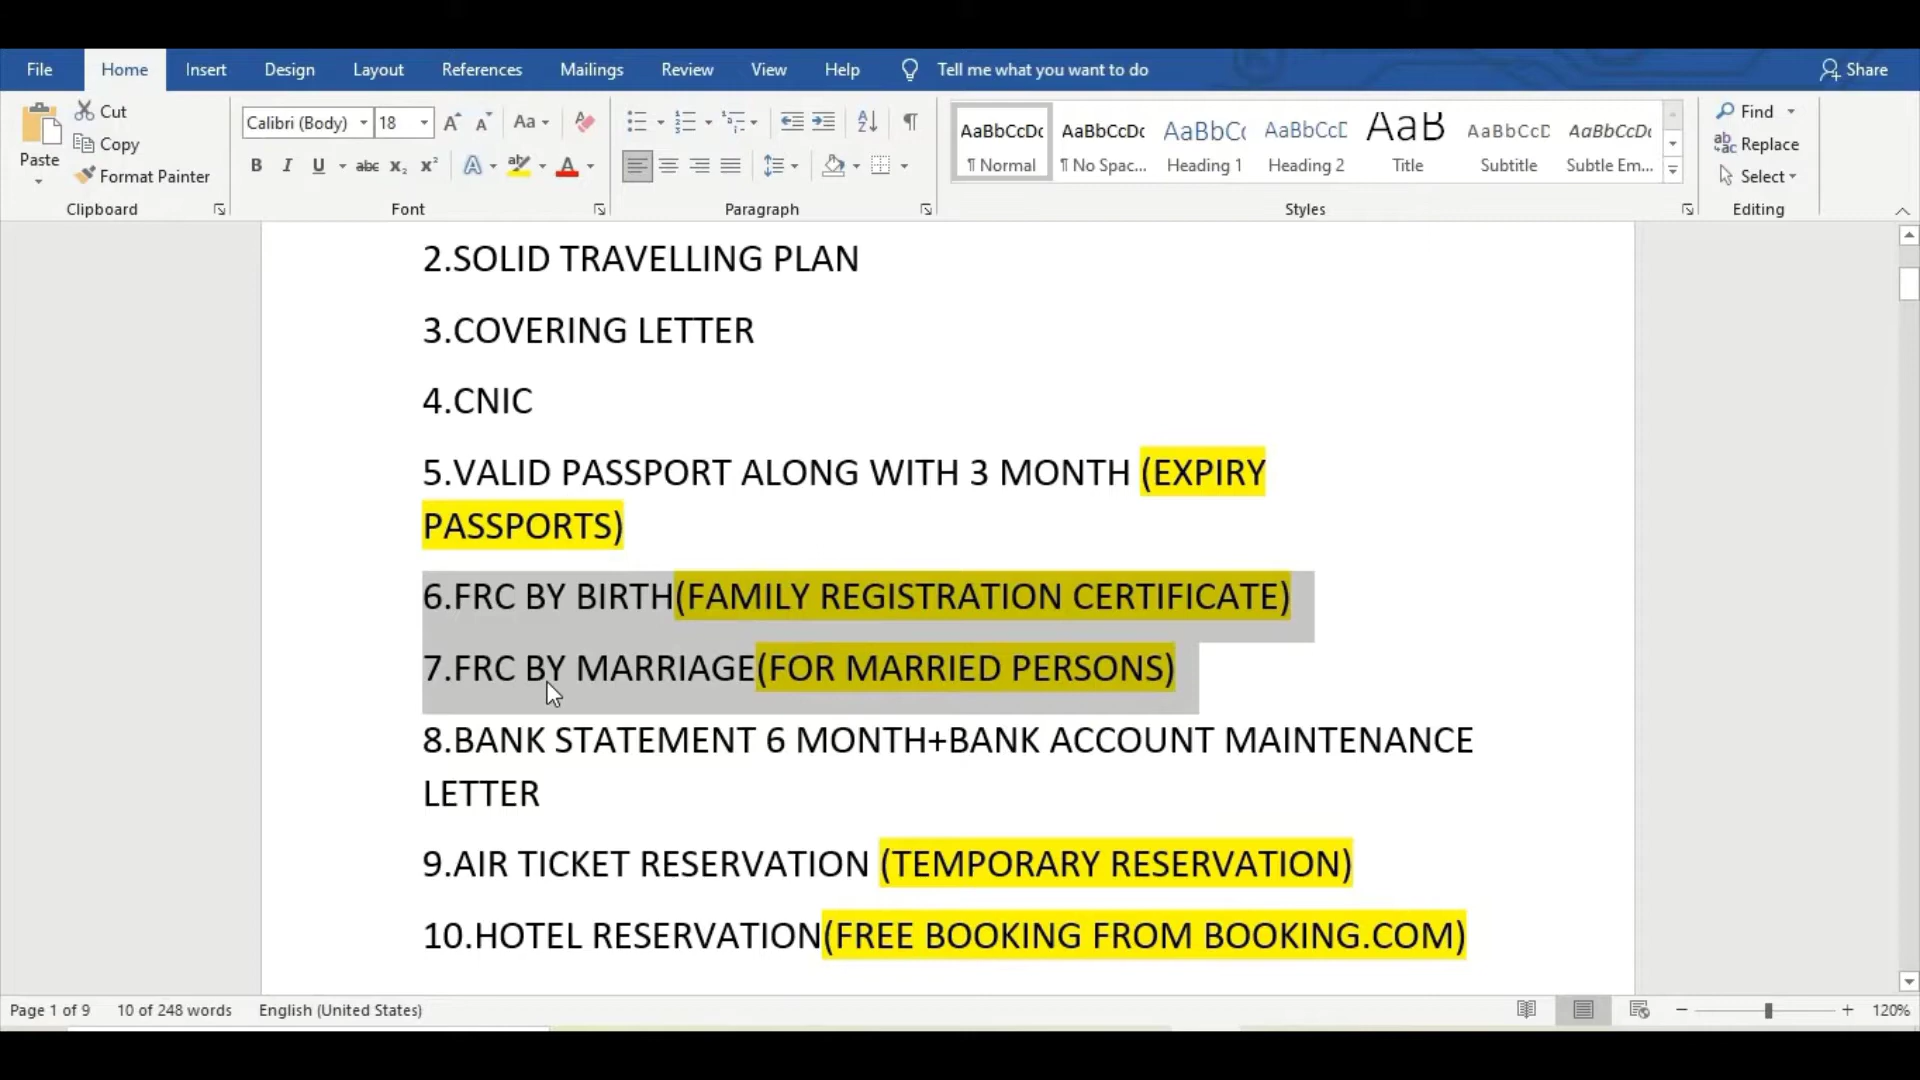 File Home Insert Design Layout References Mailings Review View Help Tell me what you want to do Share
Cut
Copy
Format Painter
Paste
Clipboard
Calibri (Body) 18
Font
Paragraph
AaBbCcDc AaBbCcDc AaBbC AaBbCcD AaB AaBbCcD AaBbCcDc
¶ Normal ¶ No Spac... Heading 1 Heading 2 Title Subtitle Subtle Em...
Styles
Find
Replace
Select
Editing
2.SOLID TRAVELLING PLAN
3.COVERING LETTER
4.CNIC
5.VALID PASSPORT ALONG WITH 3 MONTH (EXPIRY
PASSPORTS)
6.FRC BY BIRTH(FAMILY REGISTRATION CERTIFICATE)
7.FRC BY MARRIAGE(FOR MARRIED PERSONS)
8.BANK STATEMENT 6 MONTH+BANK ACCOUNT MAINTENANCE
LETTER
9.AIR TICKET RESERVATION (TEMPORARY RESERVATION)
10.HOTEL RESERVATION(FREE BOOKING FROM BOOKING.COM)
Page 1 of 9 10 of 248 words English (United States) 120%